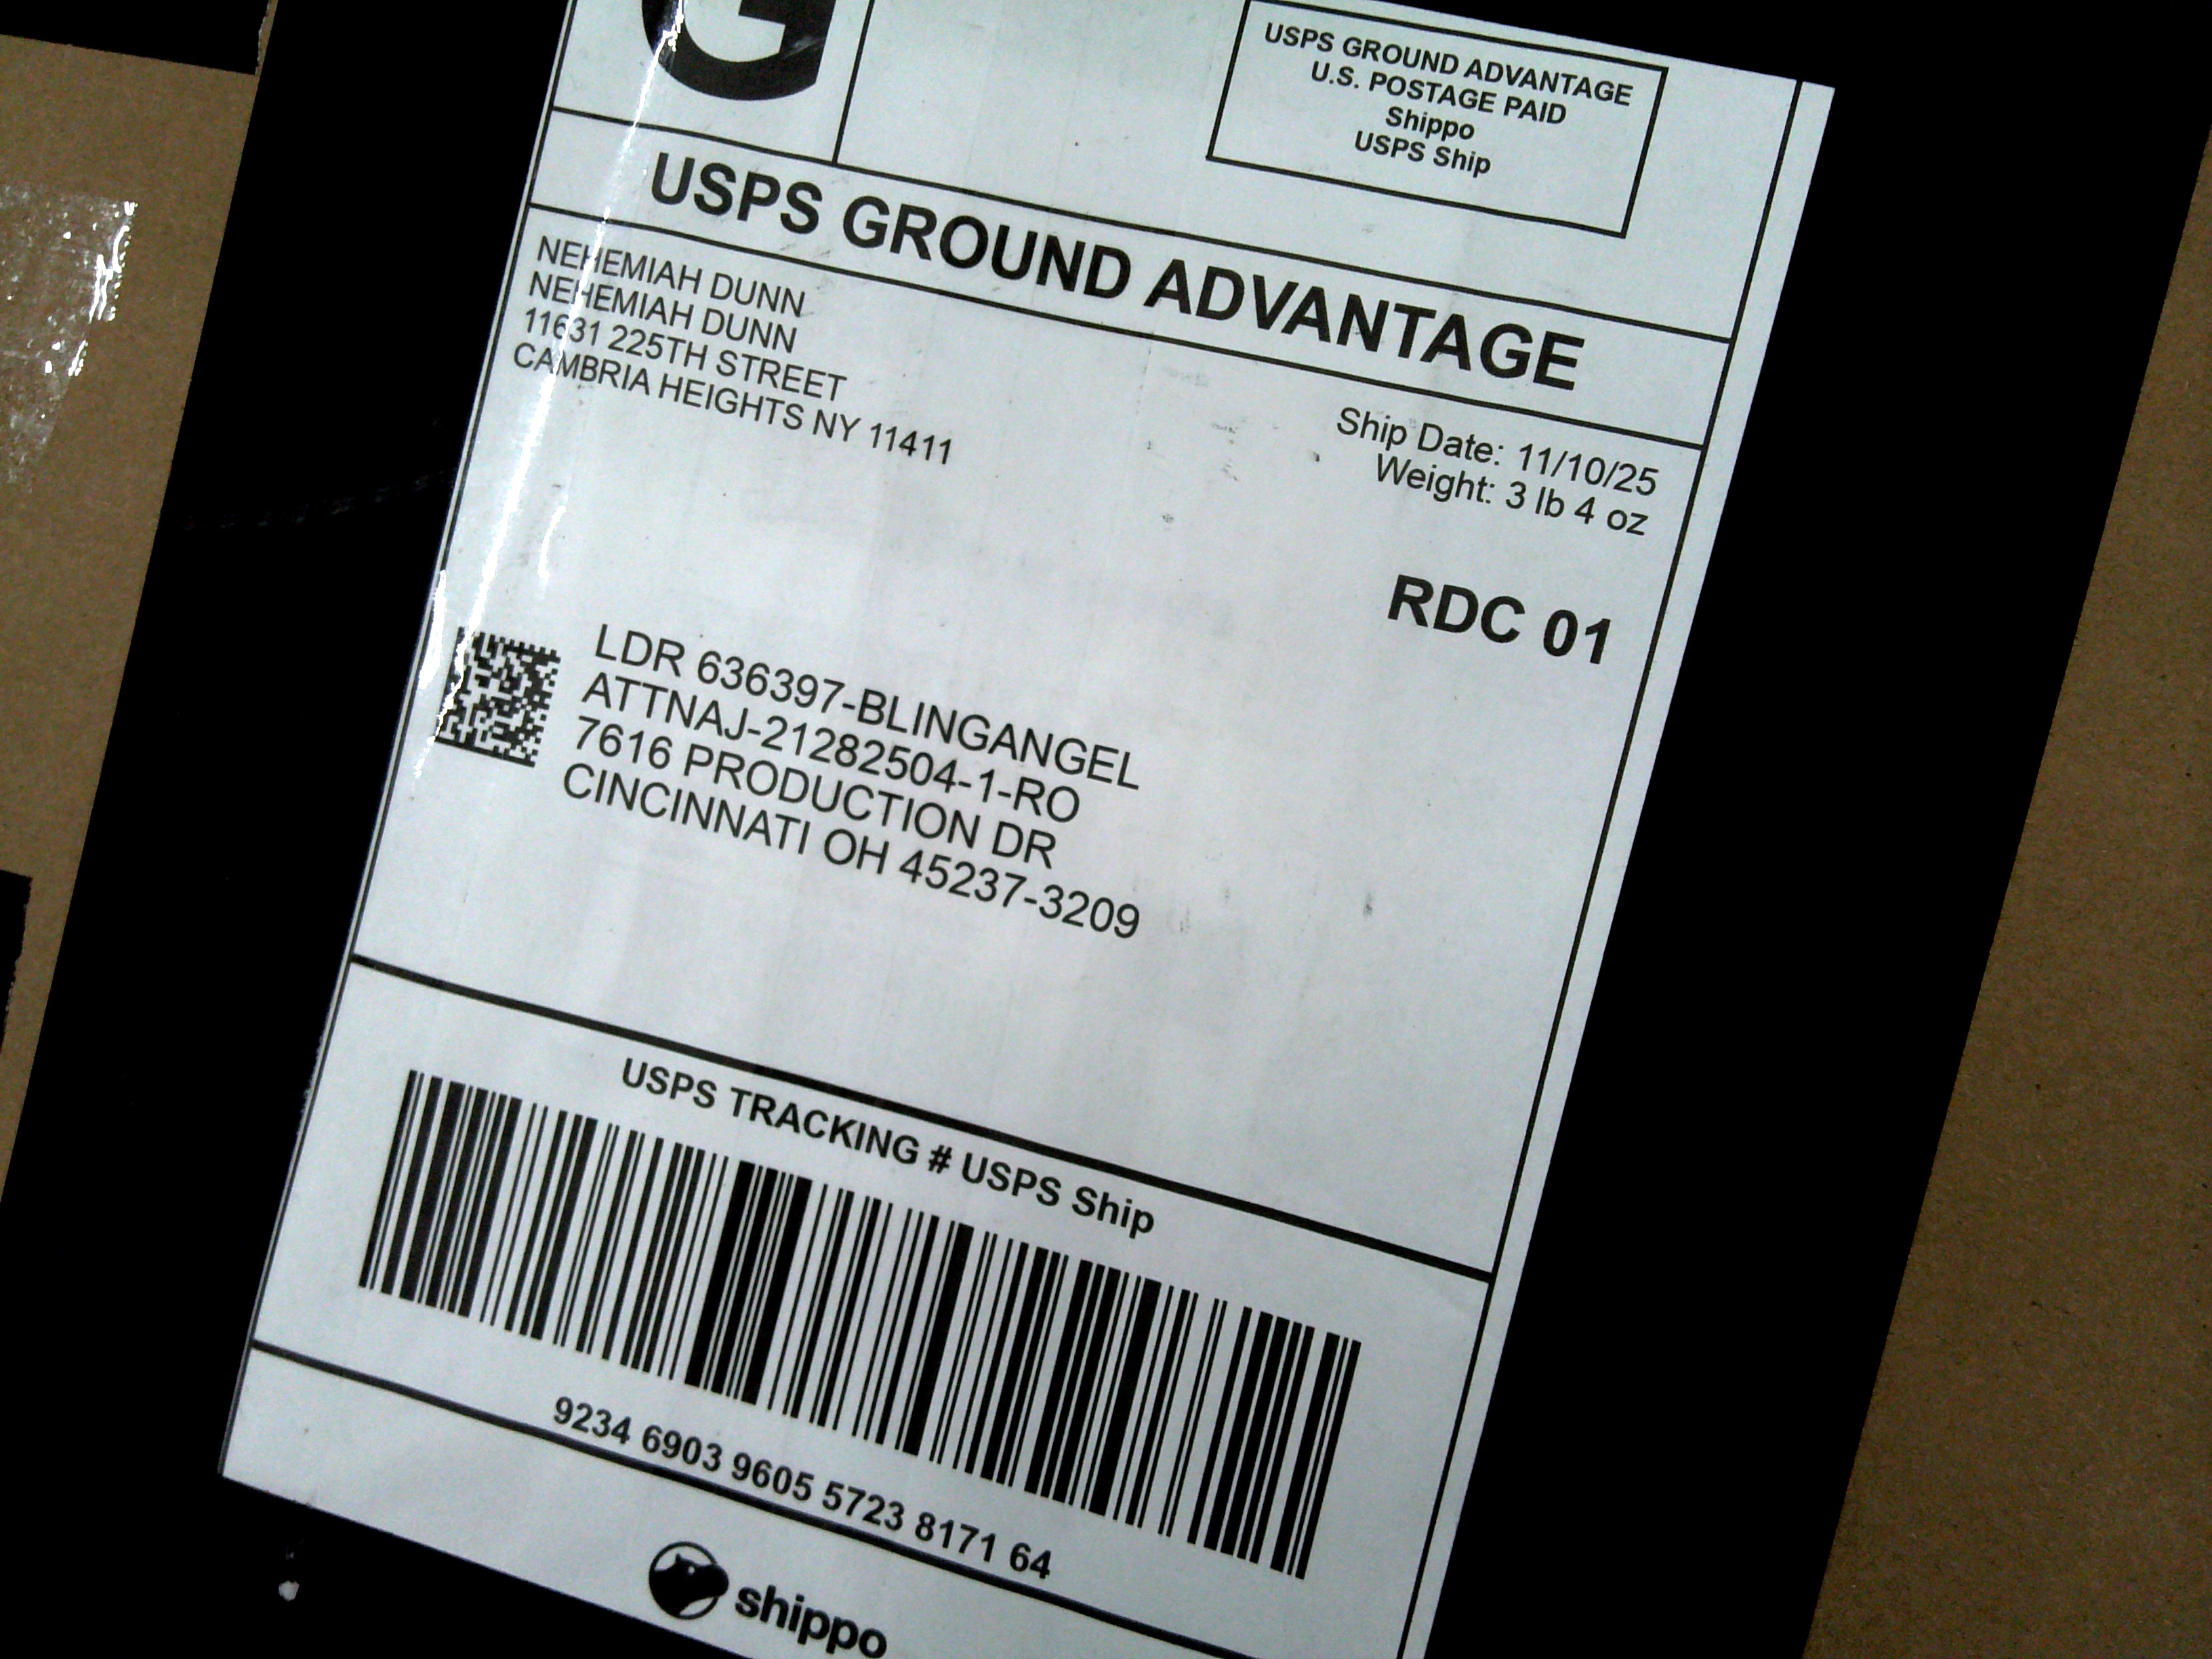 G
USPS GROUND ADVANTAGE
U.S. POSTAGE PAID
Shippo
USPS Ship
USPS GROUND ADVANTAGE
NEHEMIAH DUNN
NEHEMIAH DUNN
11631 225TH STREET
CAMBRIA HEIGHTS NY 11411
Ship Date: 11/10/25
Weight: 3 lb 4 oz
RDC 01
LDR 636397-BLINGANGEL
ATTNAJ-21282504-1-RO
7616 PRODUCTION DR
CINCINNATI OH 45237-3209
USPS TRACKING # USPS Ship
9234 6903 9605 5723 8171 64
shippo